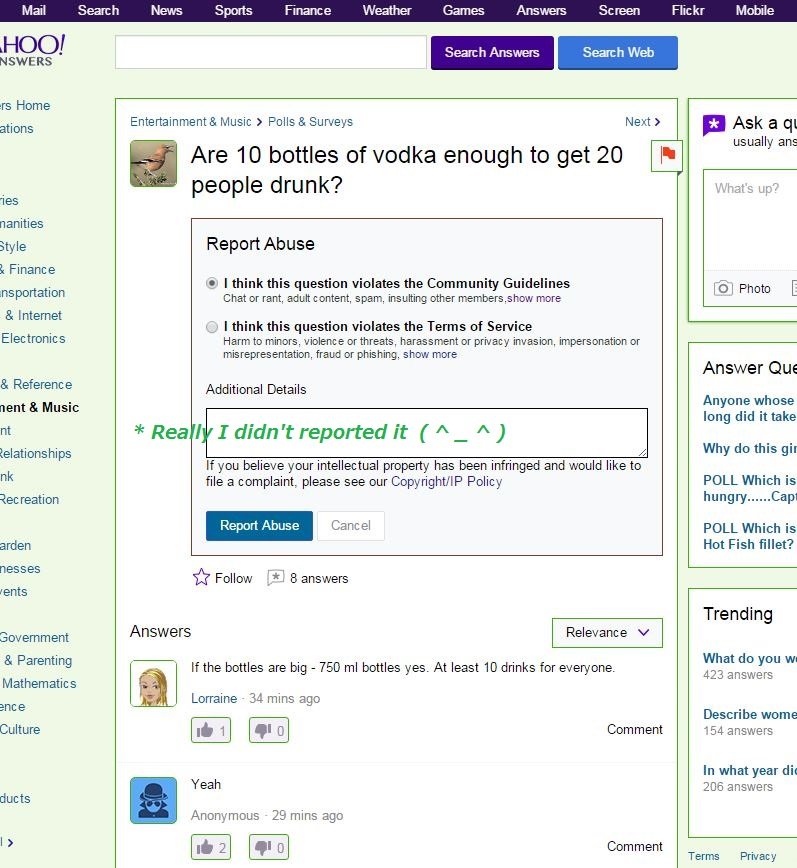 Mail Search News Sports Finance Weather Games Answers Screen Flickr Mobile
AHOO!
NSWERS
Search Answers Search Web
ers Home
ations
ries
manities
Style
& Finance
ansportation
& Internet
Electronics
& Reference
ment & Music
nt
Relationships
nk
Recreation
arden
nesses
vents
Government
& Parenting
Mathematics
ence
Culture
ducts
l >
Entertainment & Music > Polls & Surveys Next >
Are 10 bottles of vodka enough to get 20
people drunk?
Report Abuse
I think this question violates the Community Guidelines
Chat or rant, adult content, spam, insulting other members,show more
I think this question violates the Terms of Service
Harm to minors, violence or threats, harassment or privacy invasion, impersonation or
misrepresentation, fraud or phishing, show more
Additional Details
* Really I didn't reported it ( ^ _ ^ )
If you believe your intellectual property has been infringed and would like to
file a complaint, please see our Copyright/IP Policy
Report Abuse Cancel
Follow 8 answers
Answers Relevance
If the bottles are big - 750 ml bottles yes. At least 10 drinks for everyone.
Lorraine · 34 mins ago
1 0 Comment
Yeah
Anonymous · 29 mins ago
2 0 Comment
Ask a qu
usually ans
What's up?
Photo
Answer Que
Anyone whose
long did it take
Why do this gir
POLL Which is
hungry......Capt
POLL Which is
Hot Fish fillet?
Trending
What do you we
423 answers
Describe wome
154 answers
In what year did
206 answers
Terms Privacy